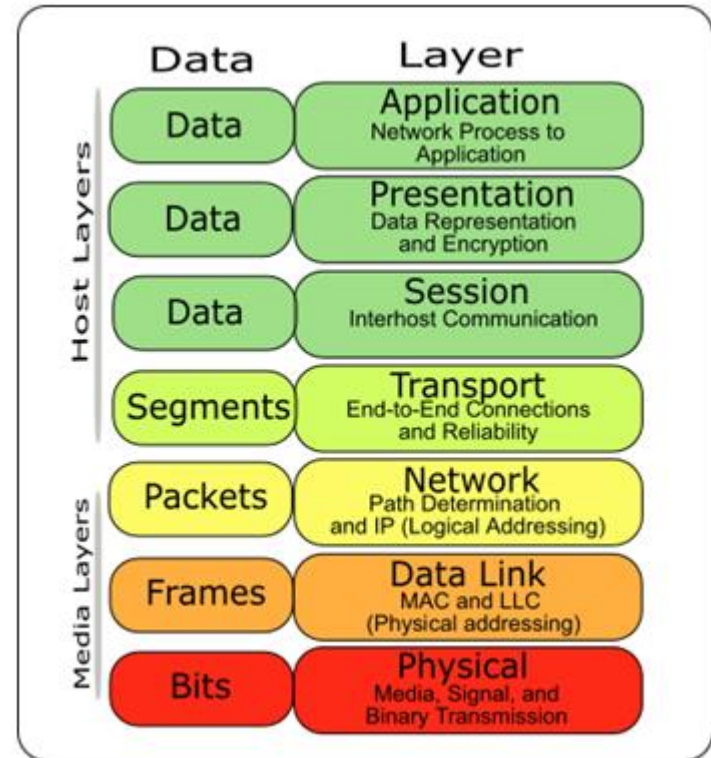 Data Layer
Host Layers
Data
Application
Network Process to
Application
Data
Presentation
Data Representation
and Encryption
Data
Session
Interhost Communication
Segments
Transport
End-to-End Connections
and Reliability
Media Layers
Packets
Network
Path Determination
and IP (Logical Addressing)
Frames
Data Link
MAC and LLC
(Physical addressing)
Bits
Physical
Media, Signal, and
Binary Transmission